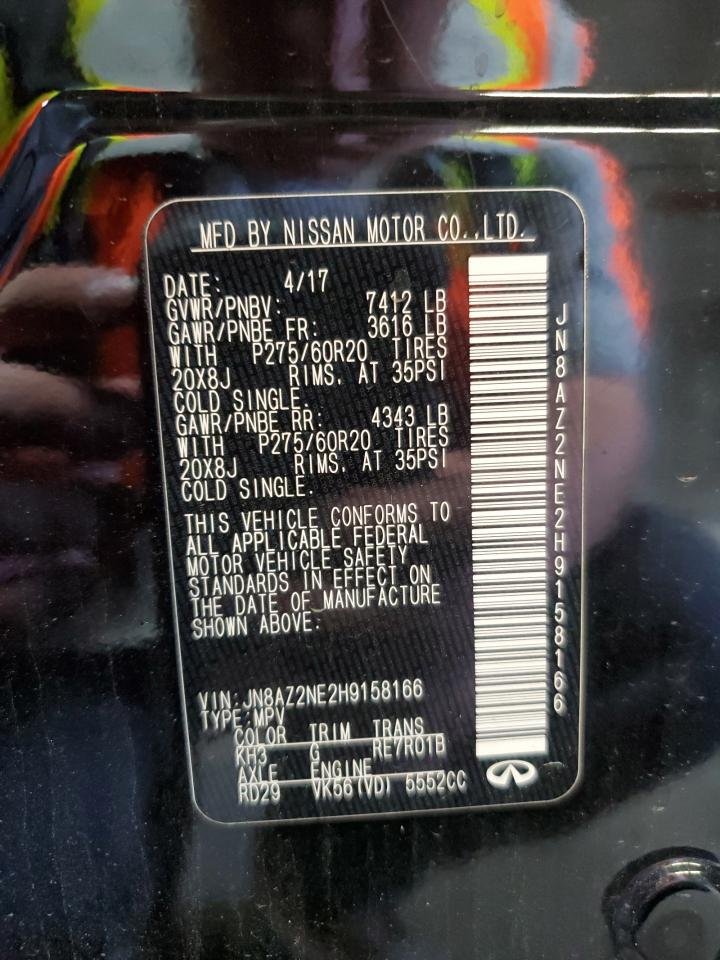 MFD BY NISSAN MOTOR CO.,LTD.
DATE: 4/17
GVWR/PNBV: 7412 LB
GAWR/PNBE FR: 3616 LB
WITH P275/60R20 TIRES
20X8J RIMS, AT 35PSI
COLD SINGLE.
GAWR/PNBE RR: 4343 LB
WITH P275/60R20 TIRES
20X8J RIMS, AT 35PSI
COLD SINGLE.
THIS VEHICLE CONFORMS TO
ALL APPLICABLE FEDERAL
MOTOR VEHICLE SAFETY
STANDARDS IN EFFECT ON
THE DATE OF MANUFACTURE
SHOWN ABOVE.
VIN:JN8AZ2NE2H9158166
TYPE:MPV
COLOR TRIM TRANS
KH3 G RE7R01B
AXLE ENGINE
RD29 VK56(VD) 5552CC
JN8AZ2NE2H9158166